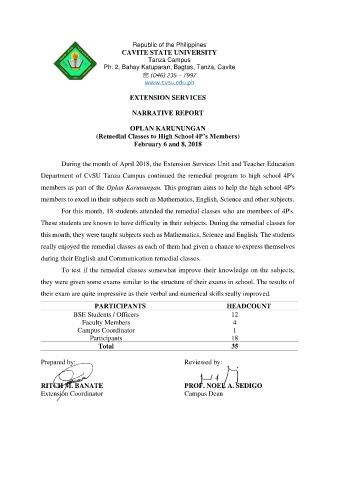 Republic of the Philippines
CAVITE STATE UNIVERSITY
Tanza Campus
Ph. 2, Bahay Katuparan, Bagtas, Tanza, Cavite
☏ (046) 235 – 7997
www.cvsu.edu.ph
EXTENSION SERVICES
NARRATIVE REPORT
OPLAN KARUNUNGAN
(Remedial Classes to High School 4P's Members)
February 6 and 8, 2018
During the month of April 2018, the Extension Services Unit and Teacher Education
Department of CvSU Tanza Campus continued the remedial program to high school 4P's
members as part of the Oplan Karunungan. This program aims to help the high school 4P's
members to excel in their subjects such as Mathematics, English, Science and other subjects.
For this month, 18 students attended the remedial classes who are members of 4P's.
These students are known to have difficulty in their subjects. During the remedial classes for
this month, they were taught subjects such as Mathematics, Science and English. The students
really enjoyed the remedial classes as each of them had given a chance to express themselves
during their English and Communication remedial classes.
To test if the remedial classes somewhat improve their knowledge on the subjects,
they were given some exams similar to the structure of their exams in school. The results of
their exam are quite impressive as their verbal and numerical skills really improved.
PARTICIPANTS HEADCOUNT
BSE Students / Officers 12
Faculty Members 4
Campus Coordinator 1
Participants 18
Total 35
Prepared by: Reviewed by:
RITCH M. BANATE PROF. NOEL A. SEDIGO
Extension Coordinator Campus Dean